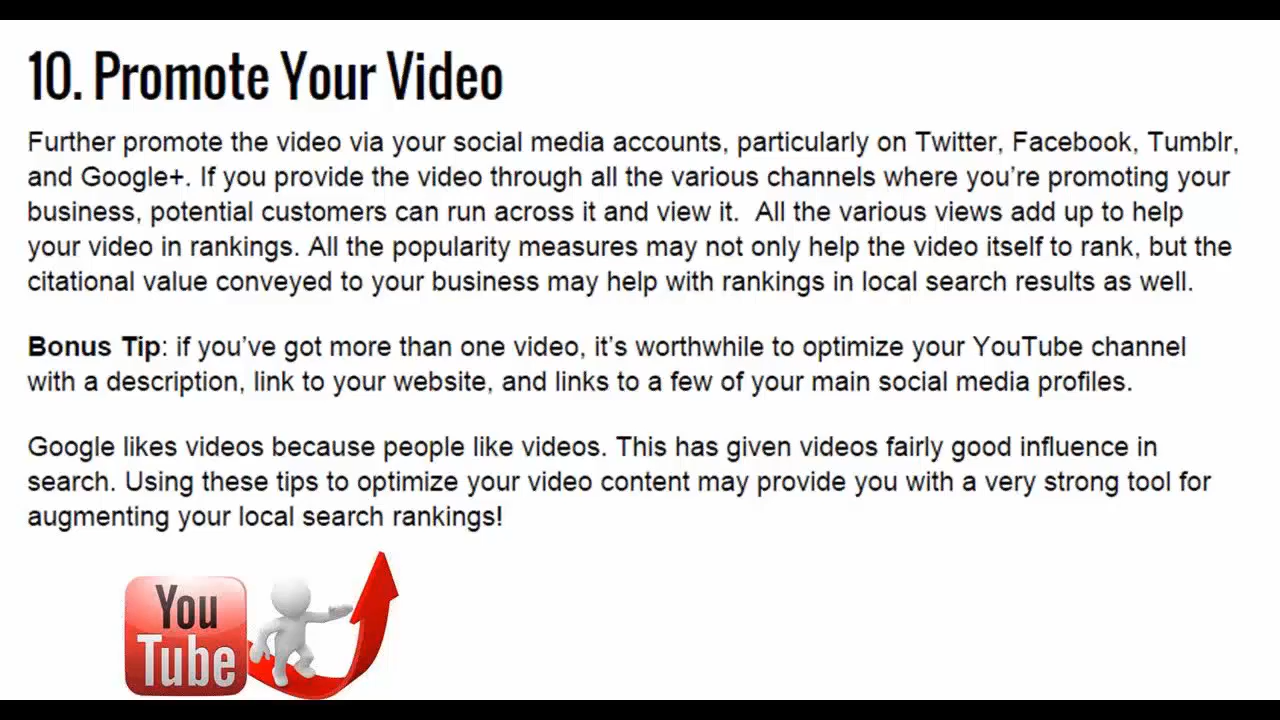 10. Promote Your Video
Further promote the video via your social media accounts, particularly on Twitter, Facebook, Tumblr,
and Google+. If you provide the video through all the various channels where you're promoting your
business, potential customers can run across it and view it.  All the various views add up to help
your video in rankings. All the popularity measures may not only help the video itself to rank, but the
citational value conveyed to your business may help with rankings in local search results as well.
Bonus Tip: if you've got more than one video, it's worthwhile to optimize your YouTube channel
with a description, link to your website, and links to a few of your main social media profiles.
Google likes videos because people like videos. This has given videos fairly good influence in
search. Using these tips to optimize your video content may provide you with a very strong tool for
augmenting your local search rankings!
You
Tube